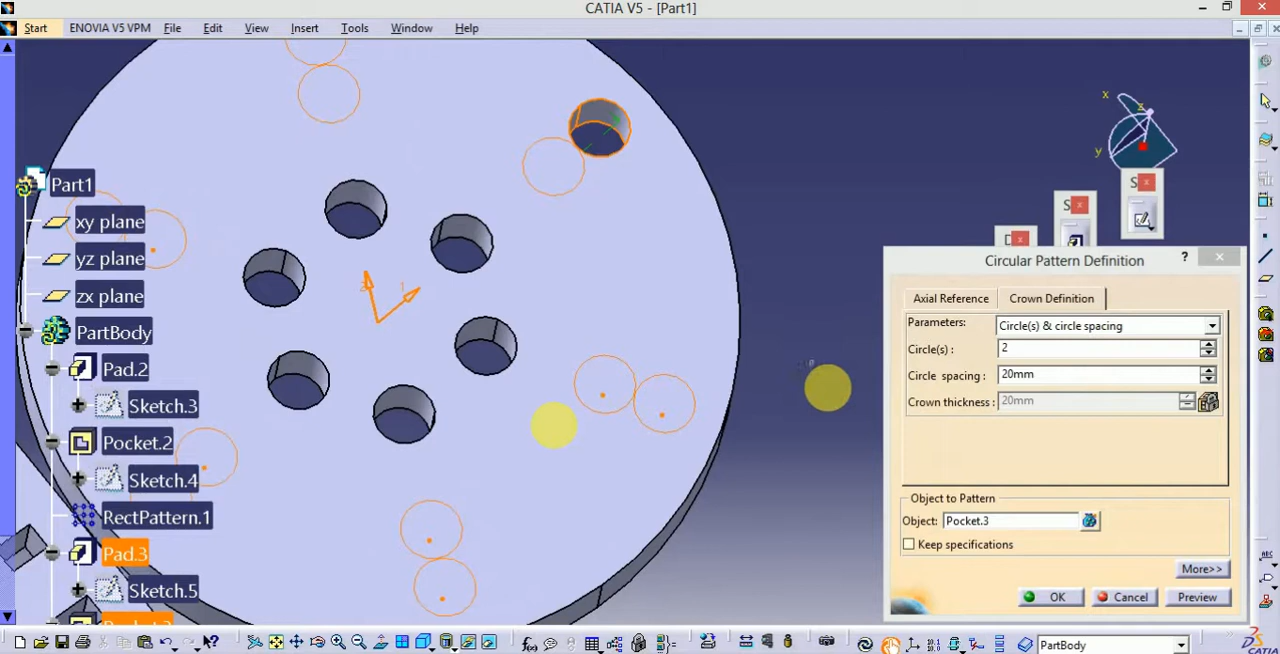 CATIA V5 - [Part1]
Start ENOVIA V5 VPM File Edit View Insert Tools Window Help
Part1
xy plane
yz plane
zx plane
PartBody
Pad.2
Sketch.3
Pocket.2
Sketch.4
RectPattern.1
Pad.3
Sketch.5
x
z
y
S
S
D
1
Circular Pattern Definition ?
Axial Reference Crown Definition
Parameters: Circle(s) & circle spacing
Circle(s) : 2
Circle spacing : 20mm
Crown thickness : 20mm
Object to Pattern
Object: Pocket.3
Keep specifications
More>>
OK Cancel Preview
f(x)
PartBody
CATIA